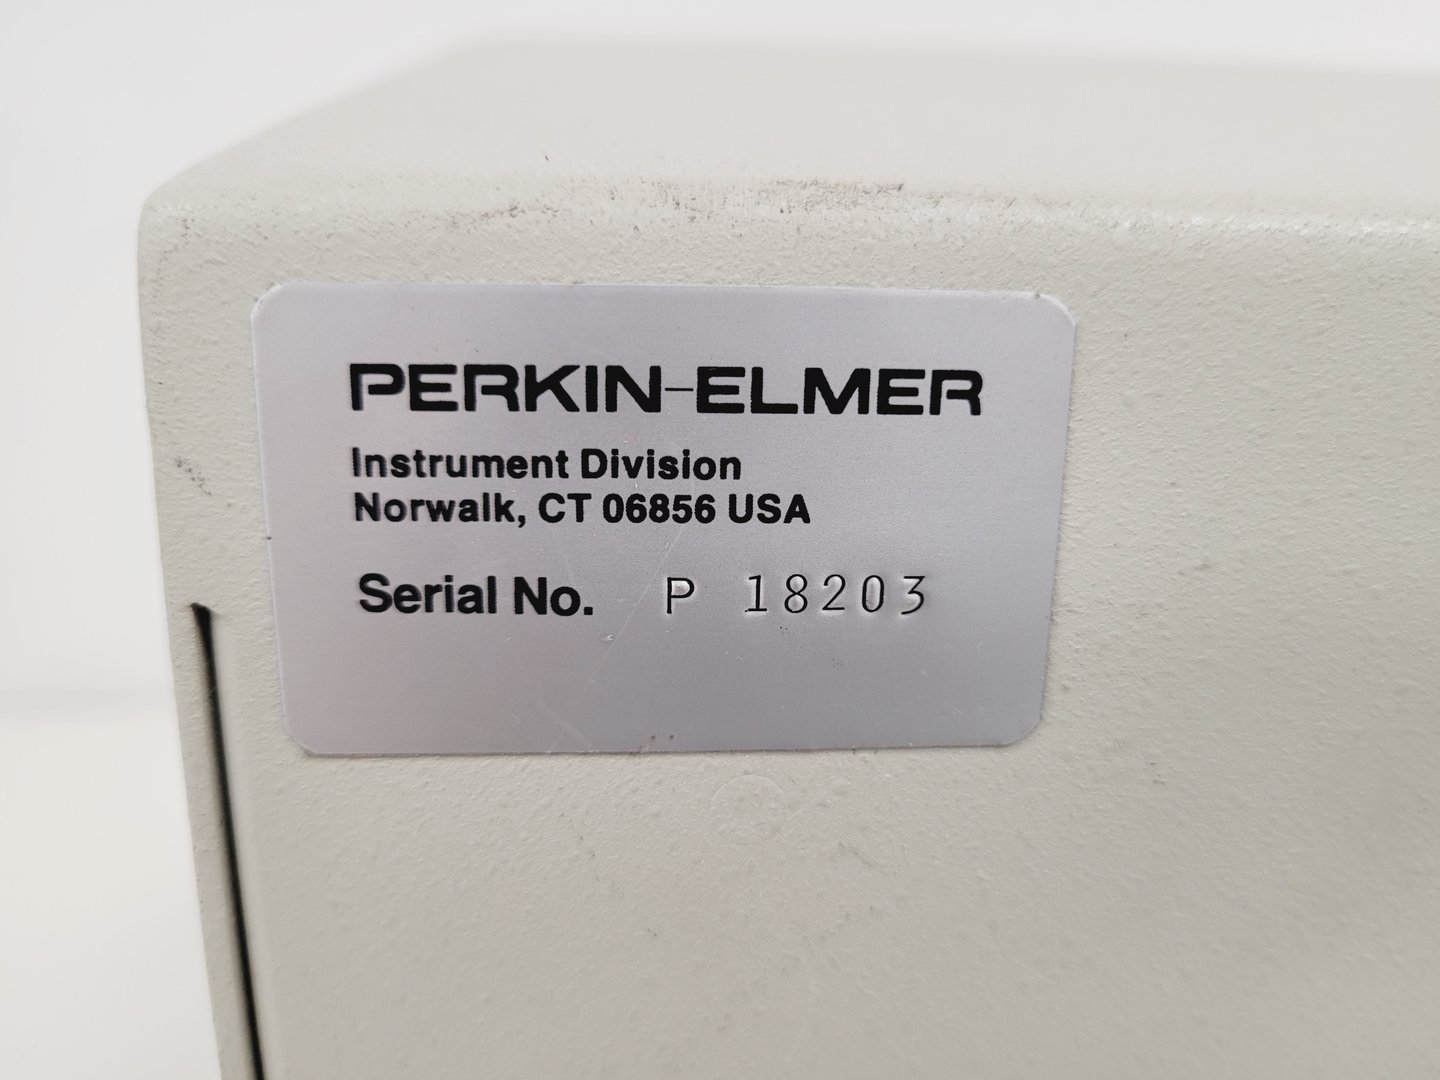 PERKIN-ELMER
Instrument Division
Norwalk, CT 06856 USA
Serial No. P 18203